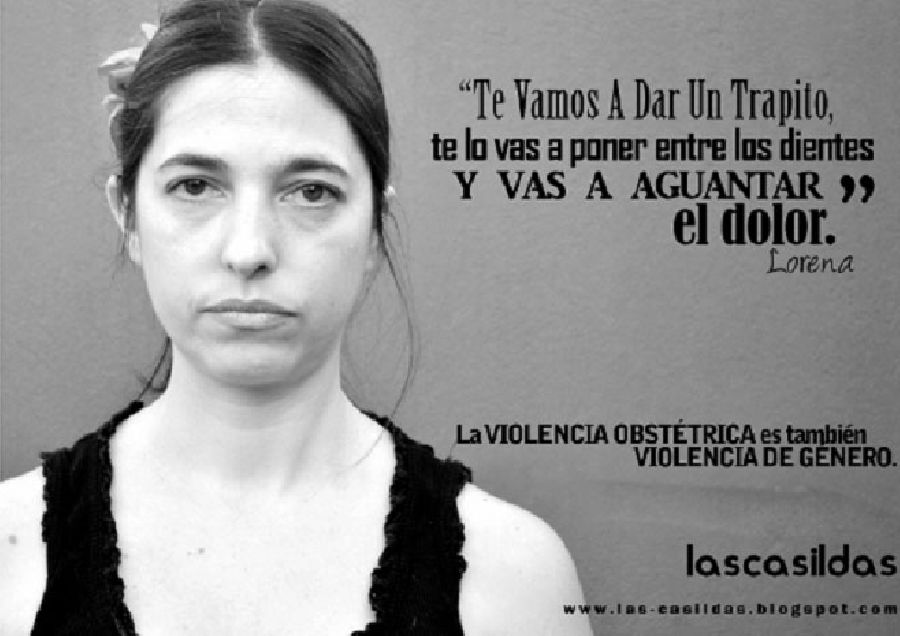 “Te Vamos A Dar Un Trapito,
te lo vas a poner entre los dientes
Y VAS A AGUANTAR
el dolor.”
Lorena
La VIOLENCIA OBSTÉTRICA es también
VIOLENCIA DE GÉNERO.
lascasildas
www.las-casildas.blogspot.com